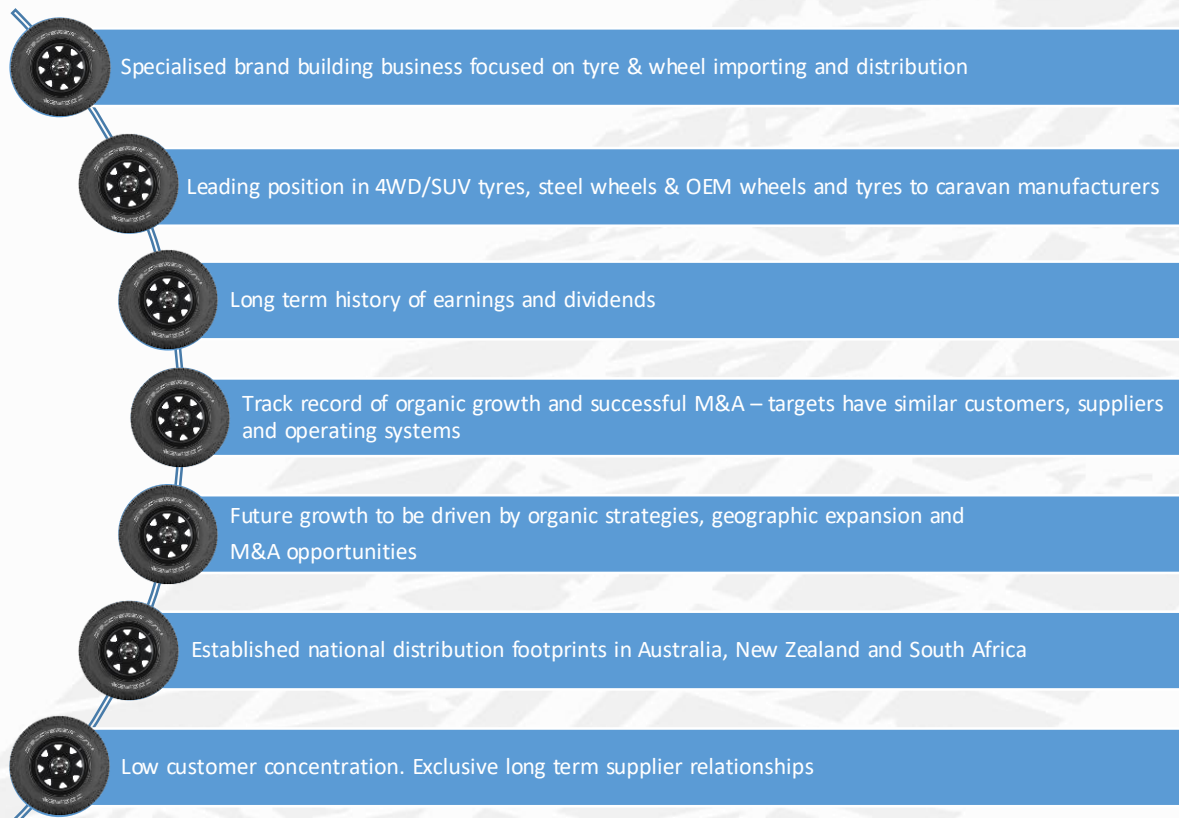 Specialised brand building business focused on tyre & wheel importing and distribution
Leading position in 4WD/SUV tyres, steel wheels & OEM wheels and tyres to caravan manufacturers
Long term history of earnings and dividends
Track record of organic growth and successful M&A – targets have similar customers, suppliers
and operating systems
Future growth to be driven by organic strategies, geographic expansion and
M&A opportunities
Established national distribution footprints in Australia, New Zealand and South Africa
Low customer concentration. Exclusive long term supplier relationships